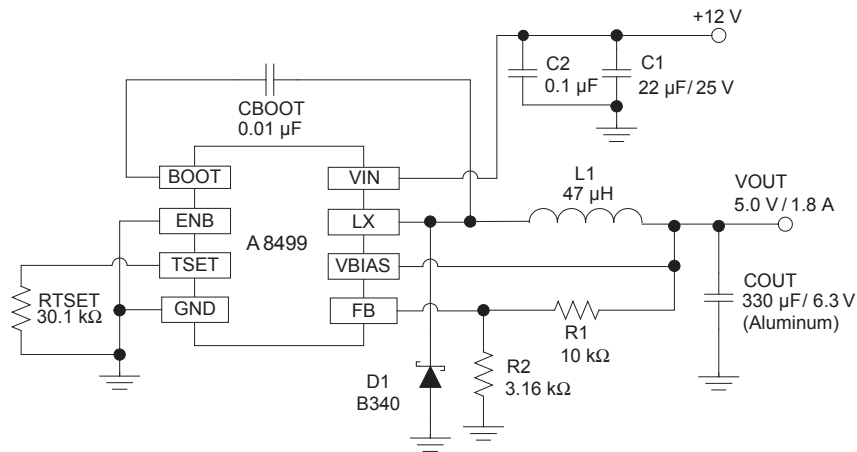 +12 V
C2
0.1 µF
C1
22 µF/ 25 V
CBOOT
0.01 µF
BOOT
VIN
L1
47 µH
VOUT
5.0 V / 1.8 A
ENB
LX
A 8499
TSET
VBIAS
RTSET
30.1 kΩ
GND
FB
COUT
330 µF/ 6.3 V
(Aluminum)
R1
10 kΩ
R2
3.16 kΩ
D1
B340